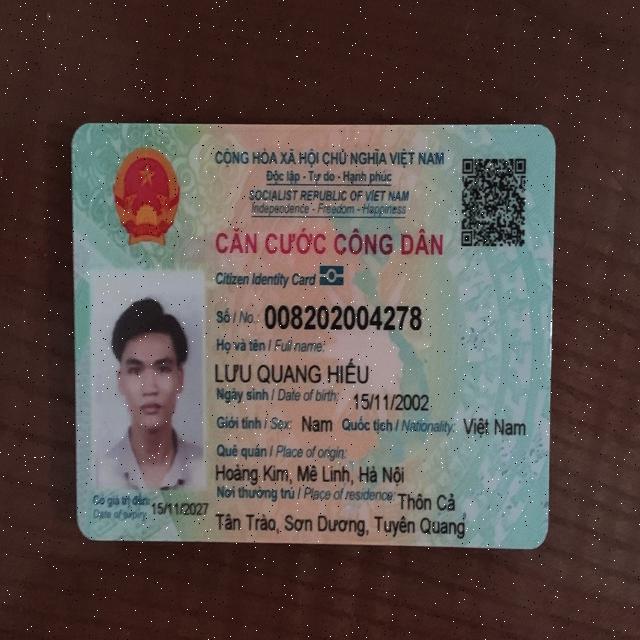 CỘNG HÒA XÃ HỘI CHỦ NGHĨA VIỆT NAM
Độc lập - Tự do - Hạnh phúc
SOCIALIST REPUBLIC OF VIET NAM
Independence - Freedom - Happiness
CĂN CƯỚC CÔNG DÂN
Citizen Identity Card
Số / No.: 008202004278
Họ và tên / Full name:
LƯU QUANG HIẾU
Ngày sinh / Date of birth: 15/11/2002
Giới tính / Sex: Nam Quốc tịch / Nationality: Việt Nam
Quê quán / Place of origin:
Hoàng Kim, Mê Linh, Hà Nội
Nơi thường trú / Place of residence: Thôn Cả
Tân Trào, Sơn Dương, Tuyên Quang
Có giá trị đến: 15/11/2027
Date of expiry: